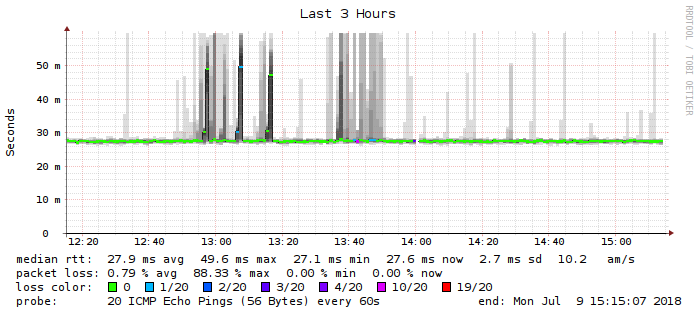 Last 3 Hours
RRDTOOL / TOBI OETIKER
Seconds
50 m
40 m
30 m
20 m
10 m
0
12:20 12:40 13:00 13:20 13:40 14:00 14:20 14:40 15:00
median rtt: 27.9 ms avg 49.6 ms max 27.1 ms min 27.6 ms now 2.7 ms sd 10.2 am/s
packet loss: 0.79 % avg 88.33 % max 0.00 % min 0.00 % now
loss color: 0 1/20 2/20 3/20 4/20 10/20 19/20
probe: 20 ICMP Echo Pings (56 Bytes) every 60s end: Mon Jul 9 15:15:07 2018